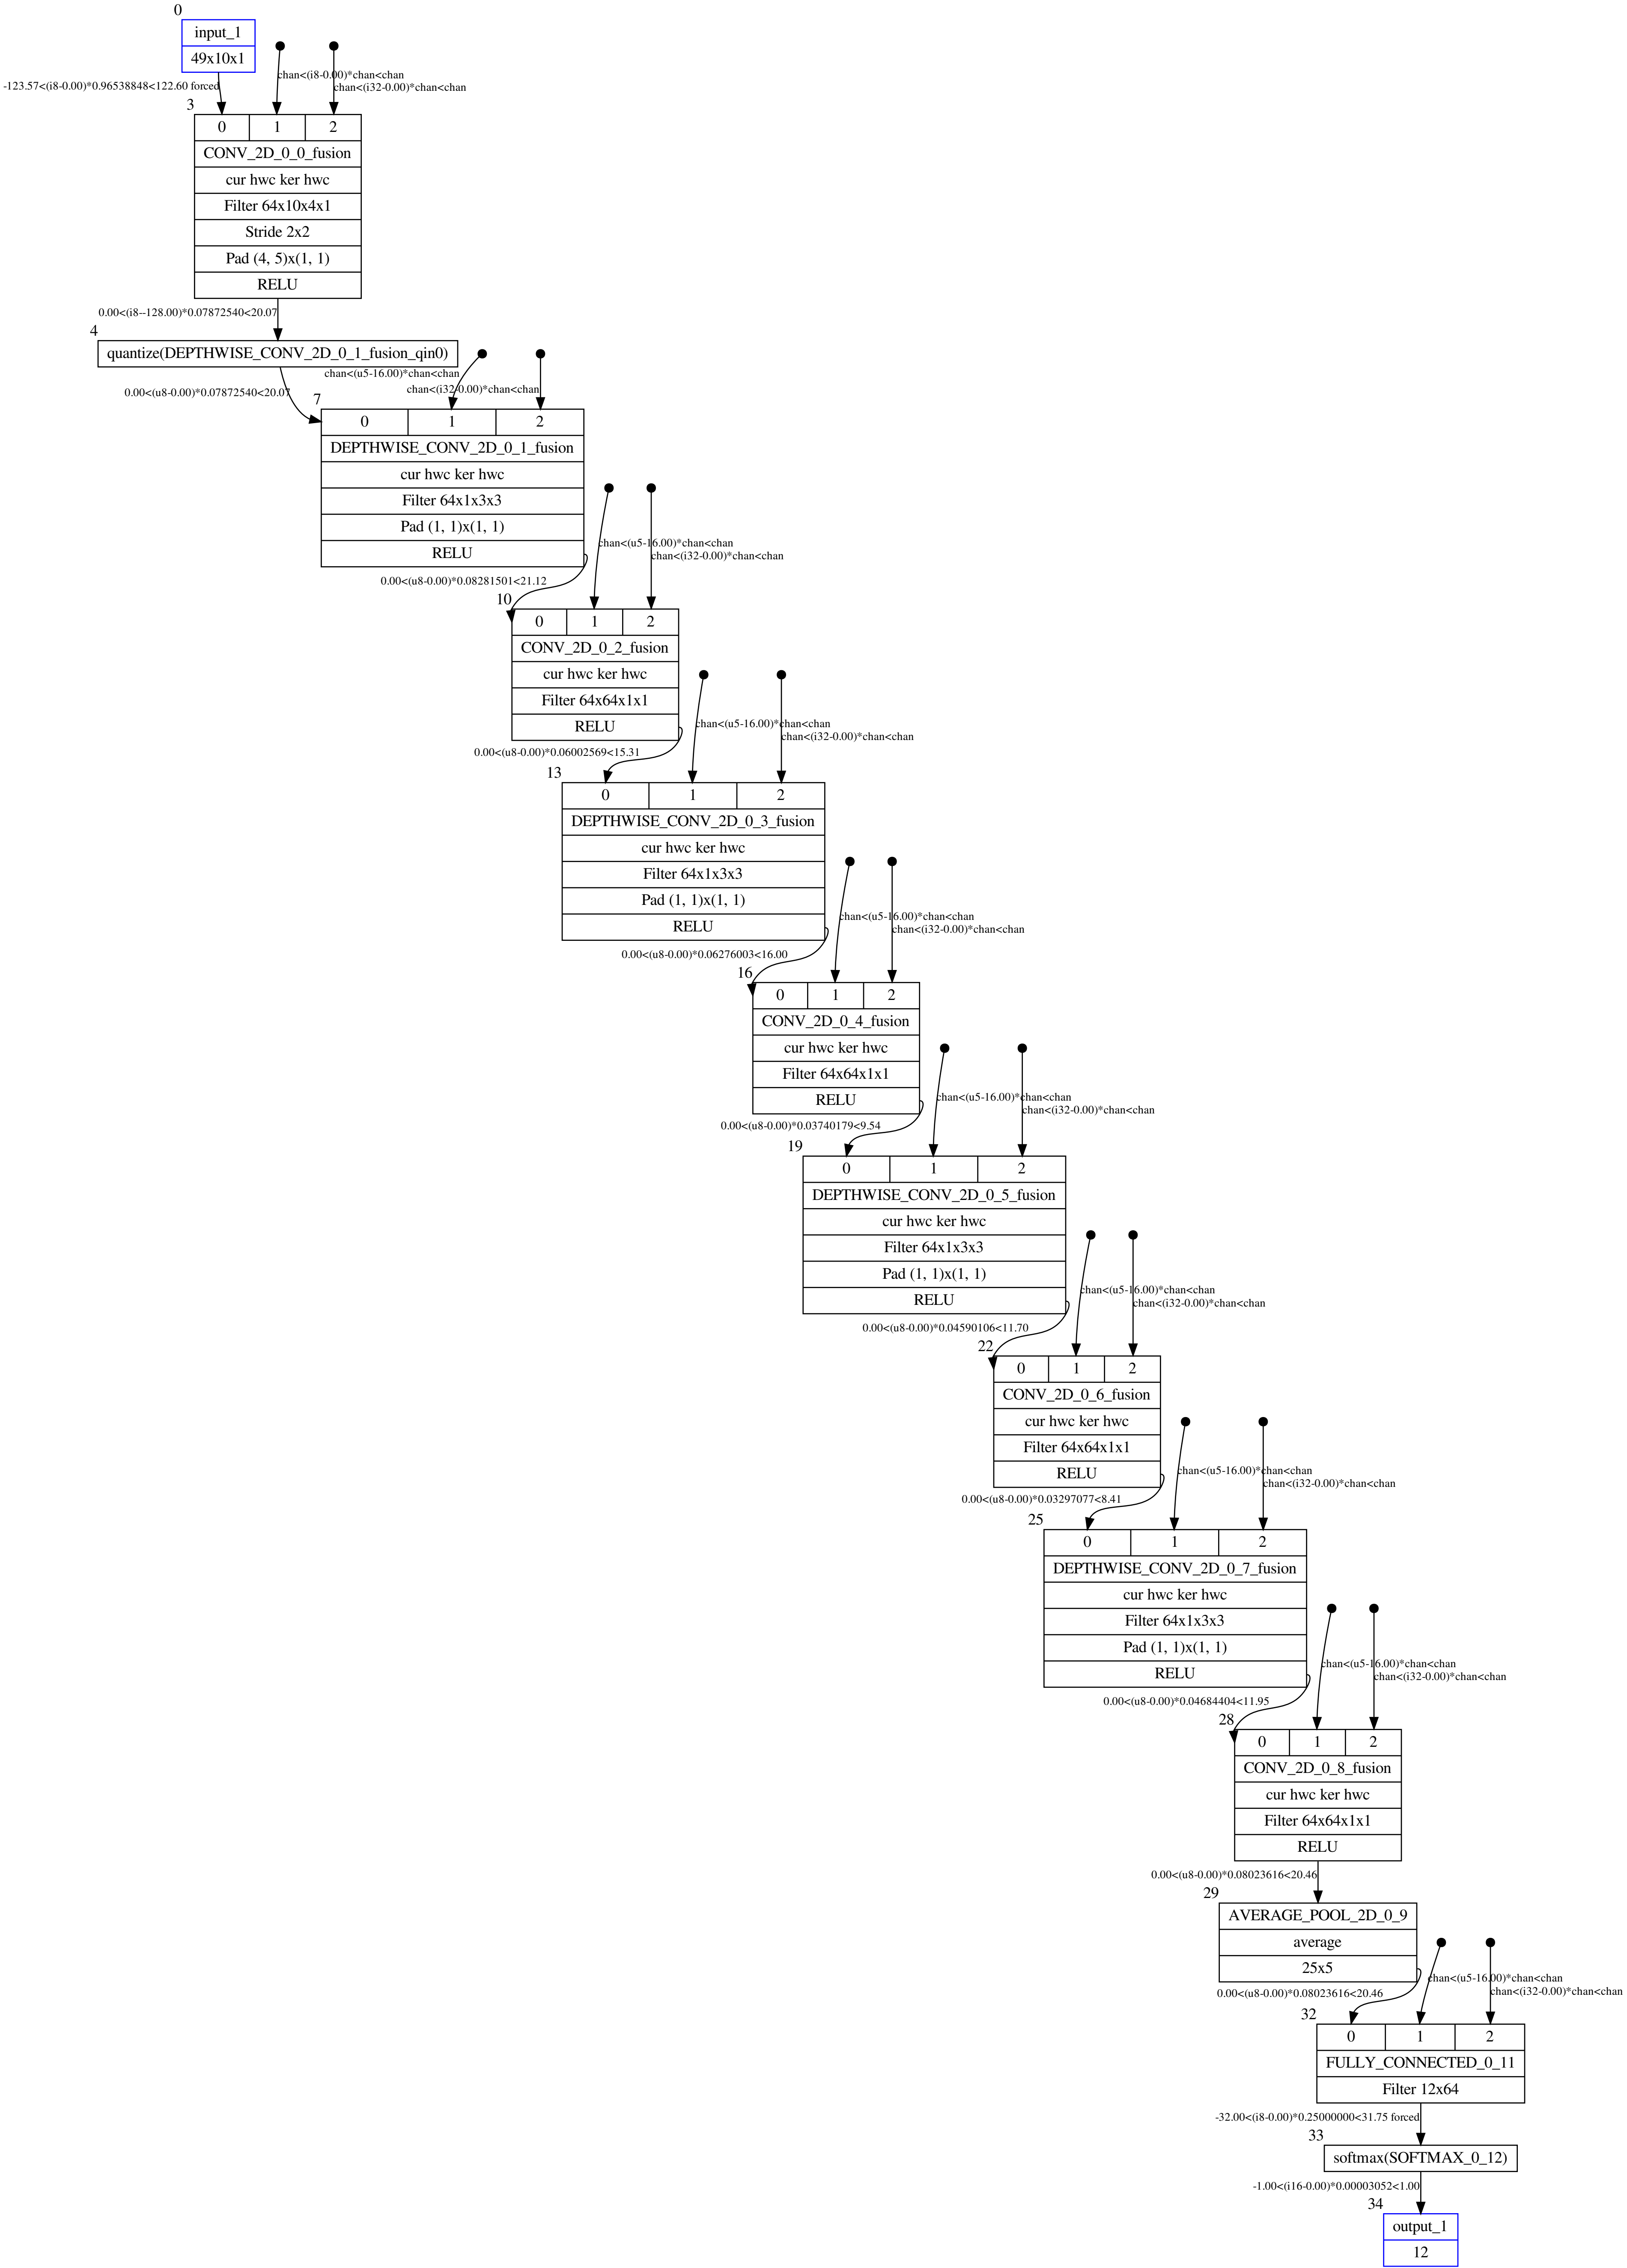 0
input_1
49x10x1
-123.57<(i8-0.00)*0.96538848<122.60 forced
chan<(i8-0.00)*chan<chan
chan<(i32-0.00)*chan<chan
3
0 1 2
CONV_2D_0_0_fusion
cur hwc ker hwc
Filter 64x10x4x1
Stride 2x2
Pad (4, 5)x(1, 1)
RELU
0.00<(i8--128.00)*0.07872540<20.07
4
quantize(DEPTHWISE_CONV_2D_0_1_fusion_qin0)
0.00<(u8-0.00)*0.07872540<20.07
chan<(u5-16.00)*chan<chan
chan<(i32-0.00)*chan<chan
7
0 1 2
DEPTHWISE_CONV_2D_0_1_fusion
cur hwc ker hwc
Filter 64x1x3x3
Pad (1, 1)x(1, 1)
RELU
0.00<(u8-0.00)*0.08281501<21.12
chan<(u5-16.00)*chan<chan
chan<(i32-0.00)*chan<chan
10
0 1 2
CONV_2D_0_2_fusion
cur hwc ker hwc
Filter 64x64x1x1
RELU
0.00<(u8-0.00)*0.06002569<15.31
chan<(u5-16.00)*chan<chan
chan<(i32-0.00)*chan<chan
13
0 1 2
DEPTHWISE_CONV_2D_0_3_fusion
cur hwc ker hwc
Filter 64x1x3x3
Pad (1, 1)x(1, 1)
RELU
0.00<(u8-0.00)*0.06276003<16.00
chan<(u5-16.00)*chan<chan
chan<(i32-0.00)*chan<chan
16
0 1 2
CONV_2D_0_4_fusion
cur hwc ker hwc
Filter 64x64x1x1
RELU
0.00<(u8-0.00)*0.03740179<9.54
chan<(u5-16.00)*chan<chan
chan<(i32-0.00)*chan<chan
19
0 1 2
DEPTHWISE_CONV_2D_0_5_fusion
cur hwc ker hwc
Filter 64x1x3x3
Pad (1, 1)x(1, 1)
RELU
0.00<(u8-0.00)*0.04590106<11.70
chan<(u5-16.00)*chan<chan
chan<(i32-0.00)*chan<chan
22
0 1 2
CONV_2D_0_6_fusion
cur hwc ker hwc
Filter 64x64x1x1
RELU
0.00<(u8-0.00)*0.03297077<8.41
chan<(u5-16.00)*chan<chan
chan<(i32-0.00)*chan<chan
25
0 1 2
DEPTHWISE_CONV_2D_0_7_fusion
cur hwc ker hwc
Filter 64x1x3x3
Pad (1, 1)x(1, 1)
RELU
0.00<(u8-0.00)*0.04684404<11.95
chan<(u5-16.00)*chan<chan
chan<(i32-0.00)*chan<chan
28
0 1 2
CONV_2D_0_8_fusion
cur hwc ker hwc
Filter 64x64x1x1
RELU
0.00<(u8-0.00)*0.08023616<20.46
29
AVERAGE_POOL_2D_0_9
average
25x5
0.00<(u8-0.00)*0.08023616<20.46
chan<(u5-16.00)*chan<chan
chan<(i32-0.00)*chan<chan
32
0 1 2
FULLY_CONNECTED_0_11
Filter 12x64
-32.00<(i8-0.00)*0.25000000<31.75 forced
33
softmax(SOFTMAX_0_12)
-1.00<(i16-0.00)*0.00003052<1.00
34
output_1
12